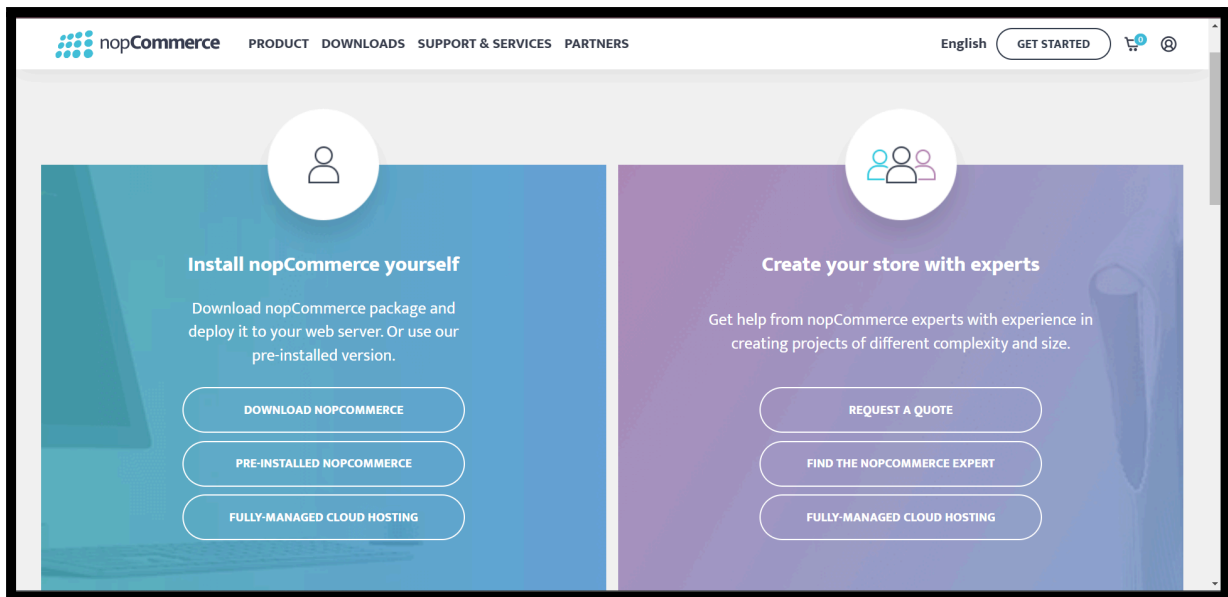 nopCommerce PRODUCT DOWNLOADS SUPPORT & SERVICES PARTNERS English GET STARTED 0
Install nopCommerce yourself
Download nopCommerce package and
deploy it to your web server. Or use our
pre-installed version.
DOWNLOAD NOPCOMMERCE
PRE-INSTALLED NOPCOMMERCE
FULLY-MANAGED CLOUD HOSTING
Create your store with experts
Get help from nopCommerce experts with experience in
creating projects of different complexity and size.
REQUEST A QUOTE
FIND THE NOPCOMMERCE EXPERT
FULLY-MANAGED CLOUD HOSTING